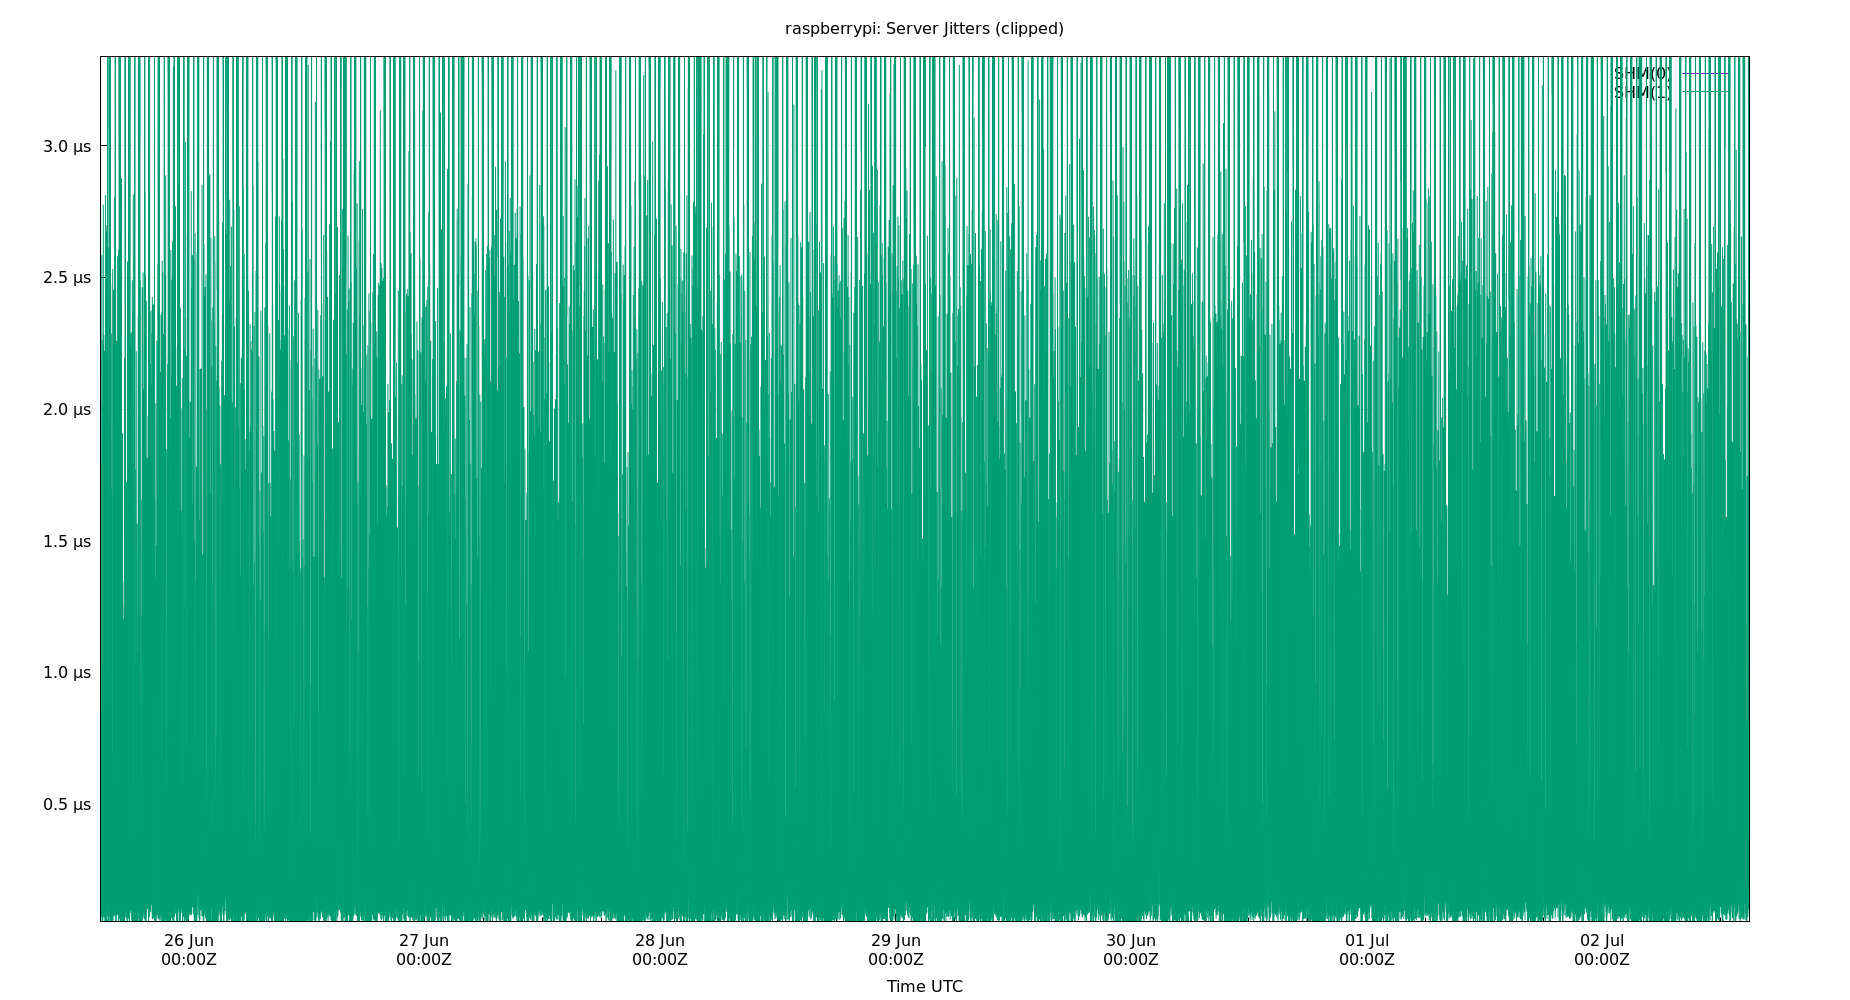 raspberrypi: Server Jitters (clipped)
SHM(0)
SHM(1)
3.0 µs
2.5 µs
2.0 µs
1.5 µs
1.0 µs
0.5 µs
26 Jun 27 Jun 28 Jun 29 Jun 30 Jun 01 Jul 02 Jul
00:00Z 00:00Z 00:00Z 00:00Z 00:00Z 00:00Z 00:00Z
Time UTC